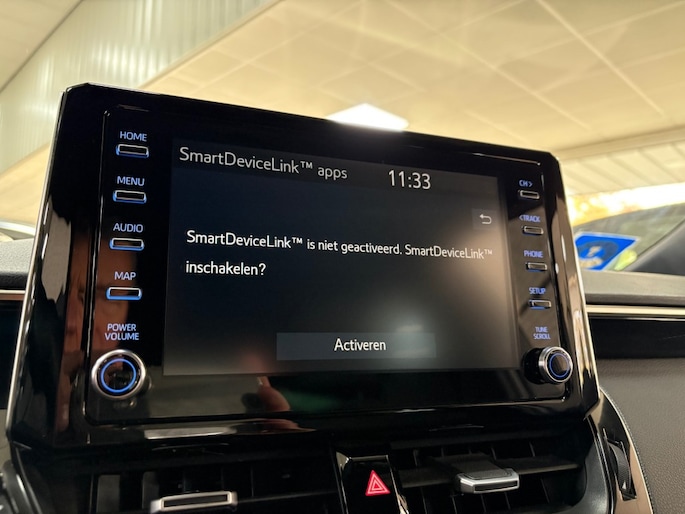 SmartDeviceLink™ apps 11:33
SmartDeviceLink™ is niet geactiveerd. SmartDeviceLink™
inschakelen?
Activeren
HOME
MENU
AUDIO
MAP
POWER
VOLUME
CH>
<TRACK
PHONE
SETUP
TUNE
SCROLL